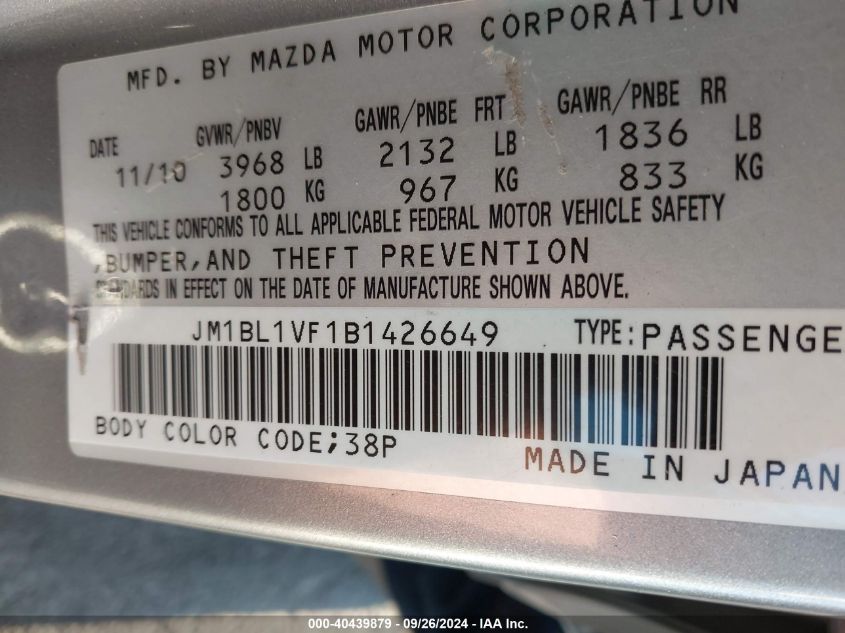 MFD. BY MAZDA MOTOR CORPORATION
DATE GVWR/PNBV GAWR/PNBE FRT GAWR/PNBE RR
11/10 3968 LB 2132 LB 1836 LB
1800 KG 967 KG 833 KG
THIS VEHICLE CONFORMS TO ALL APPLICABLE FEDERAL MOTOR VEHICLE SAFETY
,BUMPER,AND THEFT PREVENTION
STANDARDS IN EFFECT ON THE DATE OF MANUFACTURE SHOWN ABOVE.
JM1BL1VF1B1426649 TYPE:PASSENGE
BODY COLOR CODE;38P
MADE IN JAPAN
000-40439879 - 09/26/2024 - IAA Inc.